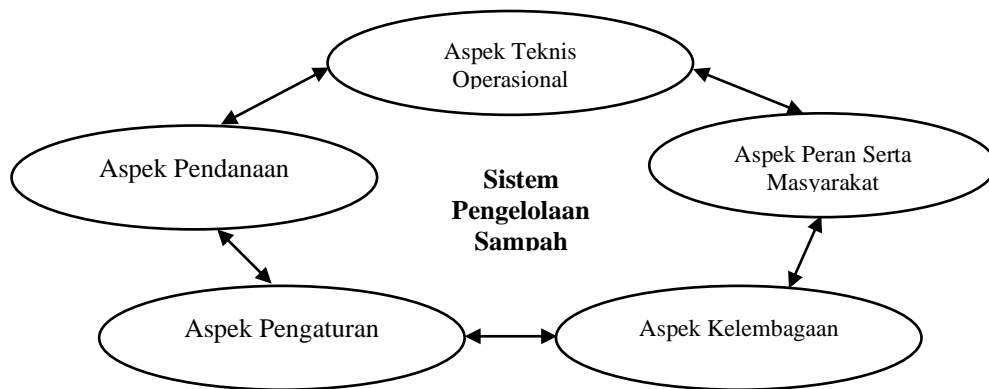 Aspek Teknis
Operasional
Aspek Pendanaan
Aspek Peran Serta
Masyarakat
Sistem
Pengelolaan
Sampah
Aspek Pengaturan
Aspek Kelembagaan